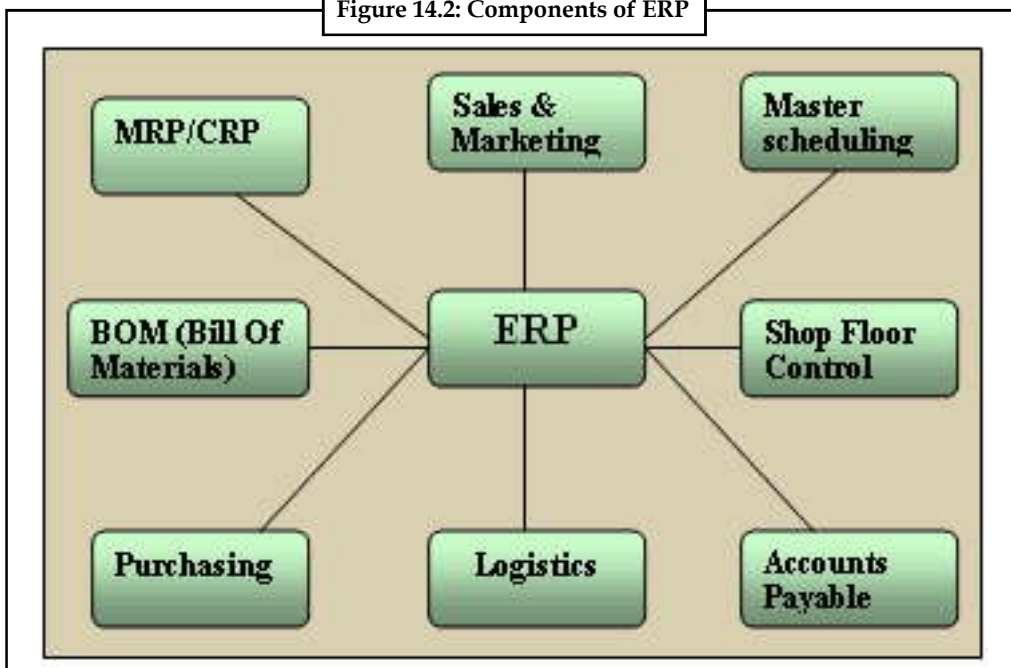 Figure 14.2: Components of ERP
MRP/CRP
Sales &
Marketing
Master
scheduling
BOM (Bill Of
Materials)
ERP
Shop Floor
Control
Purchasing
Logistics
Accounts
Payable